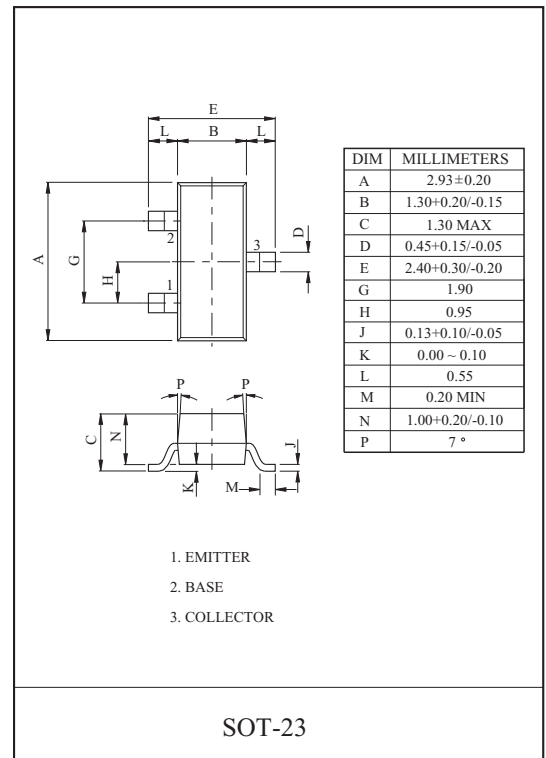 E
L B L
A
G
H
2
1
3
D
DIM MILLIMETERS
A 2.93±0.20
B 1.30+0.20/-0.15
C 1.30 MAX
D 0.45+0.15/-0.05
E 2.40+0.30/-0.20
G 1.90
H 0.95
J 0.13+0.10/-0.05
K 0.00 ~ 0.10
L 0.55
M 0.20 MIN
N 1.00+0.20/-0.10
P 7 °
P P
C
N
K
M
J
1. EMITTER
2. BASE
3. COLLECTOR
SOT-23